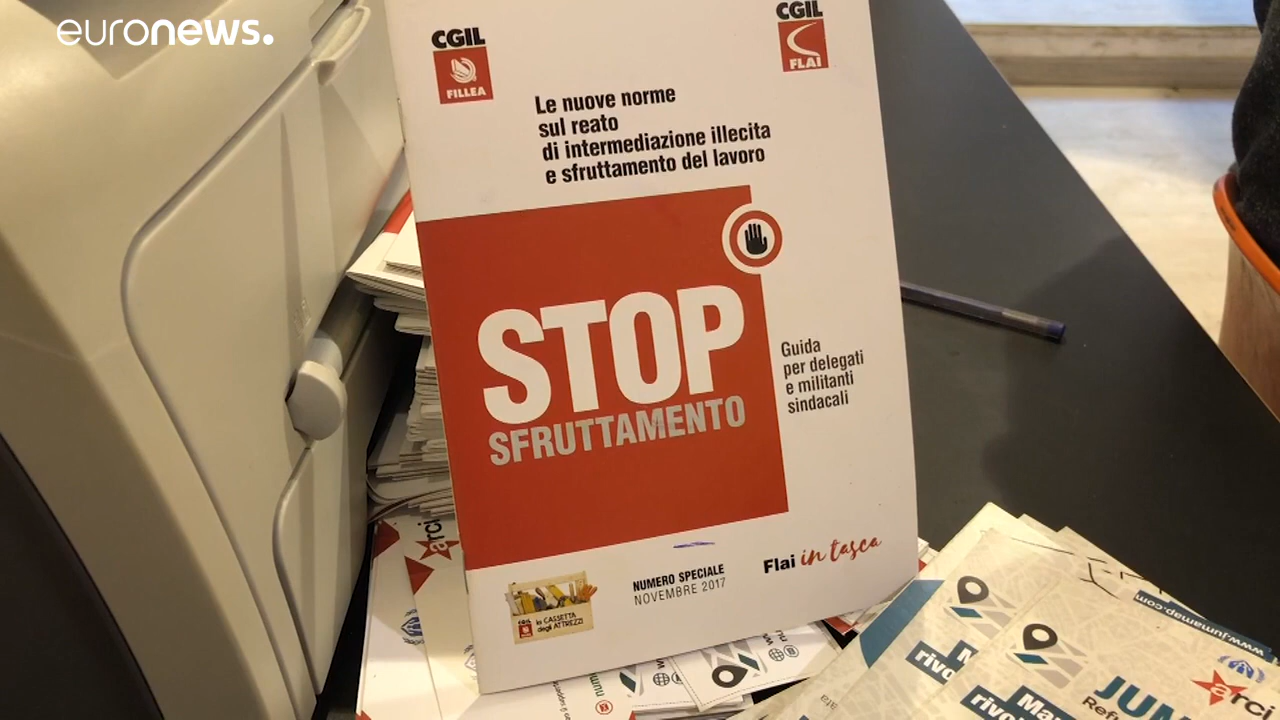 euronews.
CGIL
FILLEA
CGIL
FLAI
Le nuove norme
sul reato
di intermediazione illecita
e sfruttamento del lavoro
STOP
SFRUTTAMENTO
Guida
per delegati
e militanti
sindacali
CGIL
la CASSETTA
degli ATTREZZI
NUMERO SPECIALE
NOVEMBRE 2017
Flai in tasca
arci
www.jumamap.com
arci